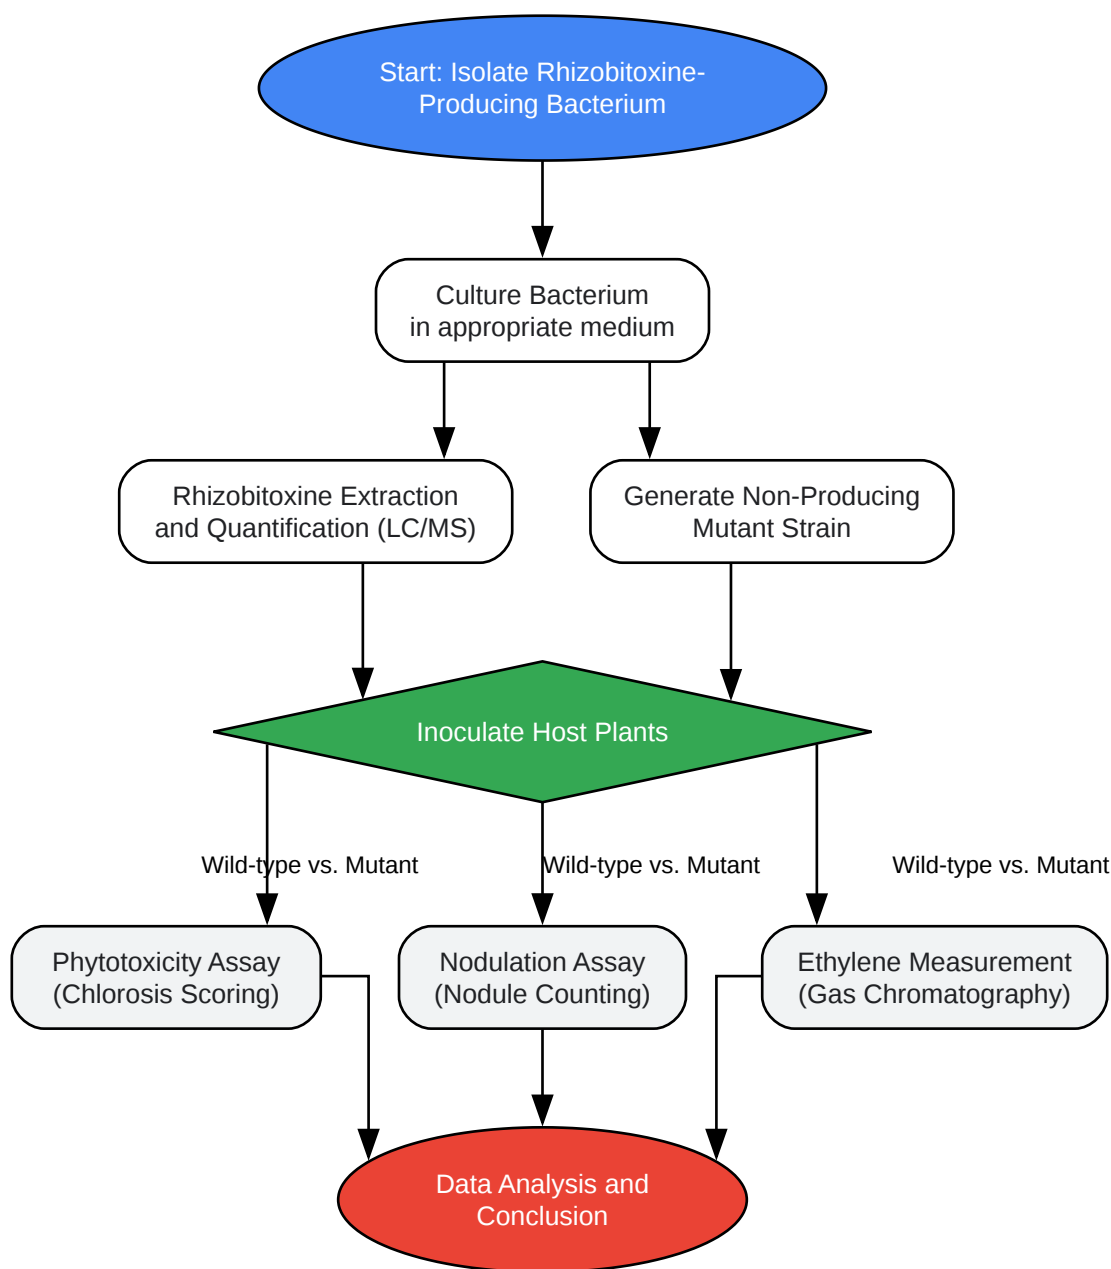 Start: Isolate Rhizobitoxine-
Producing Bacterium
Culture Bacterium
in appropriate medium
Rhizobitoxine Extraction
and Quantification (LC/MS)
Generate Non-Producing
Mutant Strain
Inoculate Host Plants
Wild-type vs. Mutant
Wild-type vs. Mutant
Wild-type vs. Mutant
Phytotoxicity Assay
(Chlorosis Scoring)
Nodulation Assay
(Nodule Counting)
Ethylene Measurement
(Gas Chromatography)
Data Analysis and
Conclusion